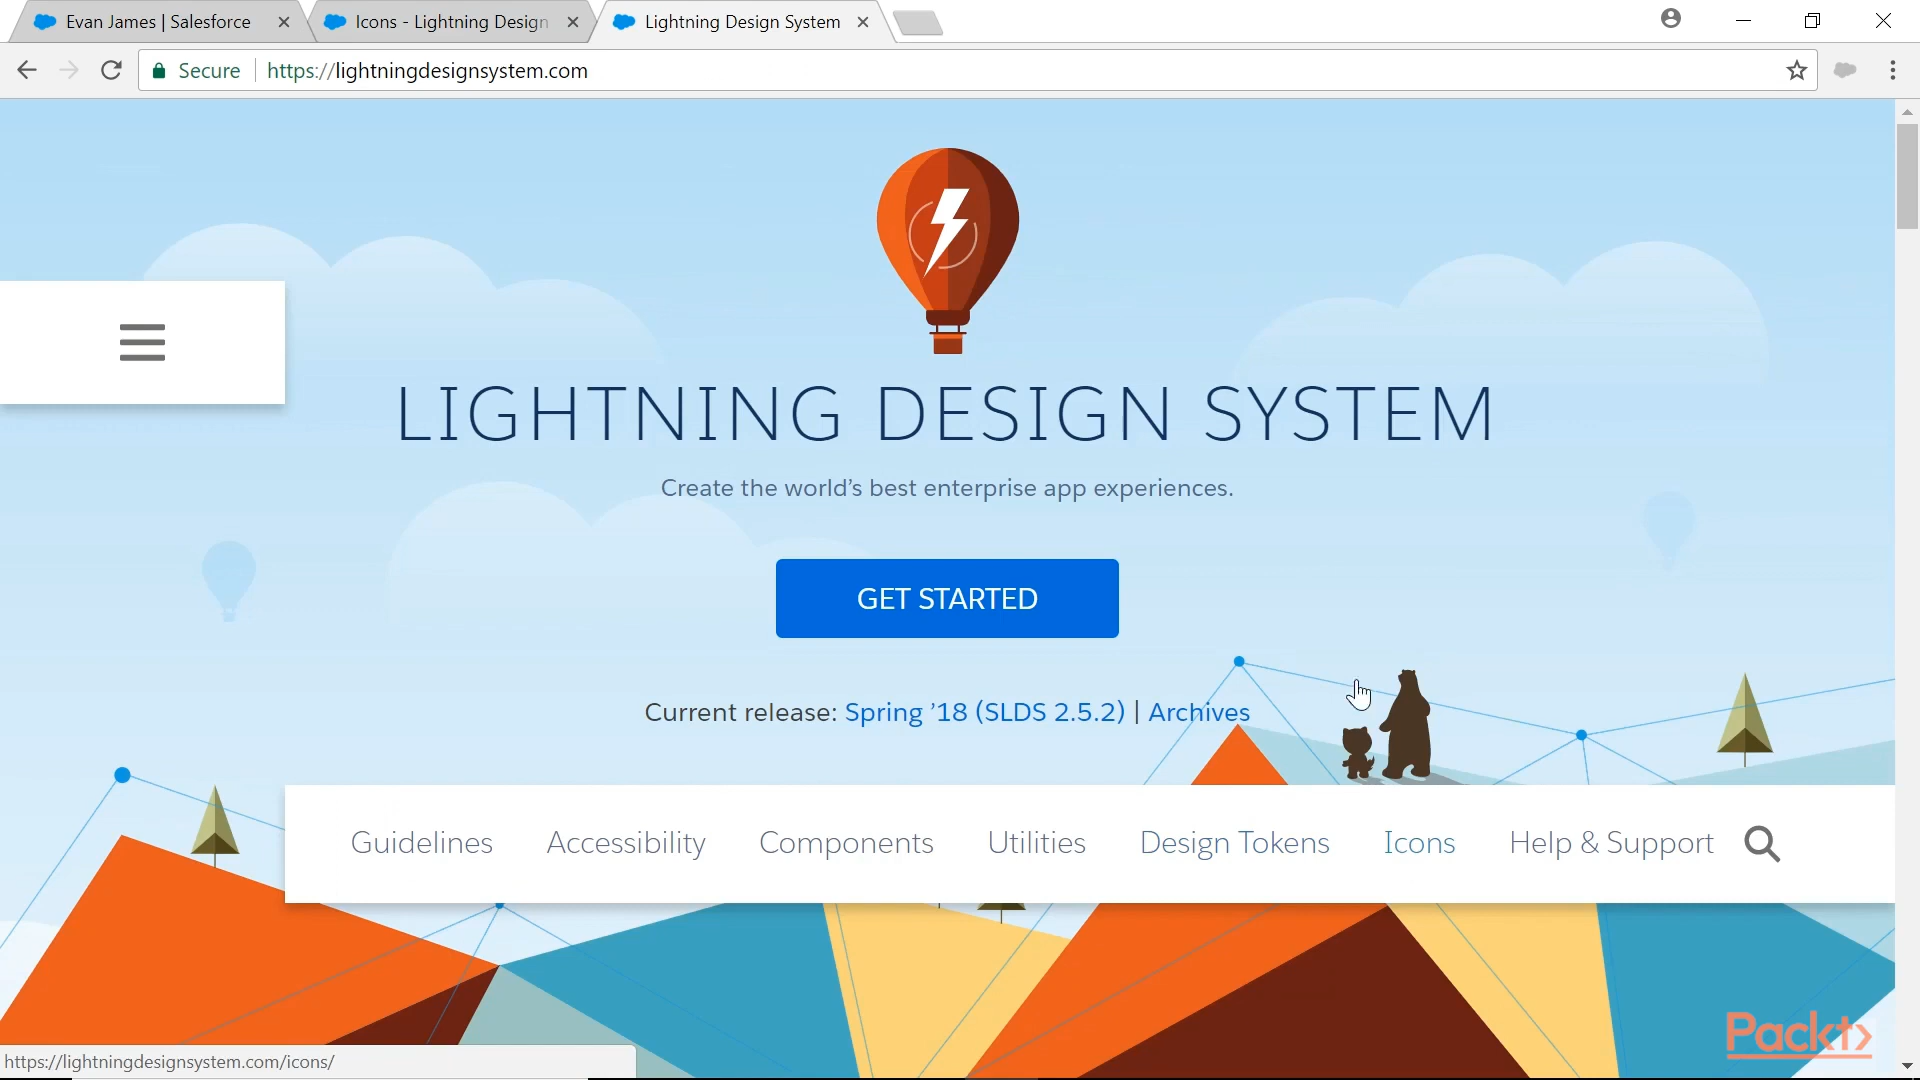 Evan James | Salesforce
Icons - Lightning Design
Lightning Design System
Secure
https://lightningdesignsystem.com
LIGHTNING DESIGN SYSTEM
Create the world’s best enterprise app experiences.
GET STARTED
Current release: Spring ’18 (SLDS 2.5.2) | Archives
Guidelines Accessibility Components Utilities Design Tokens Icons Help & Support
Packt
https://lightningdesignsystem.com/icons/